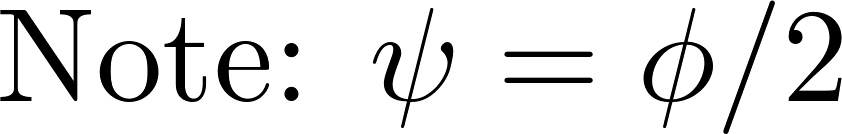 Note: ψ = ϕ/2